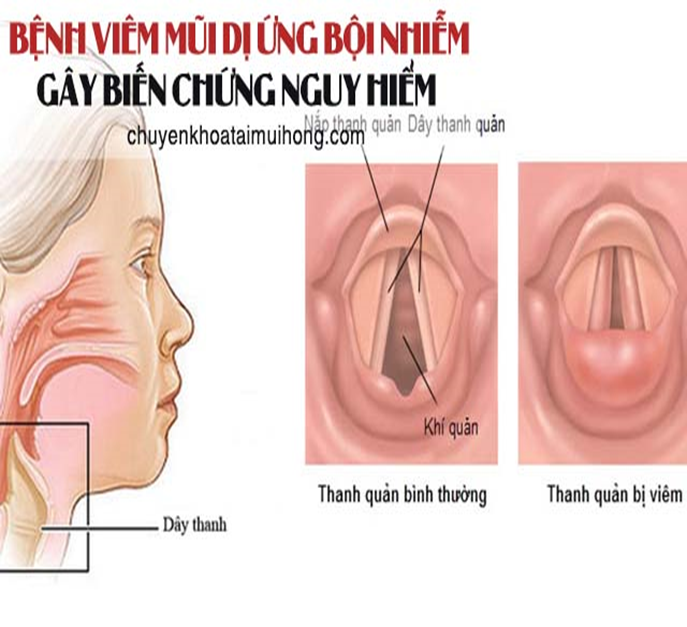 BỆNH VIÊM MŨI DỊ ỨNG BỘI NHIỄM
GÂY BIẾN CHỨNG NGUY HIỂM
chuyenkhoataimuihong.com
Nắp thanh quản Dây thanh quản
Khí quản
Thanh quản bình thường
Thanh quản bị viêm
Dây thanh